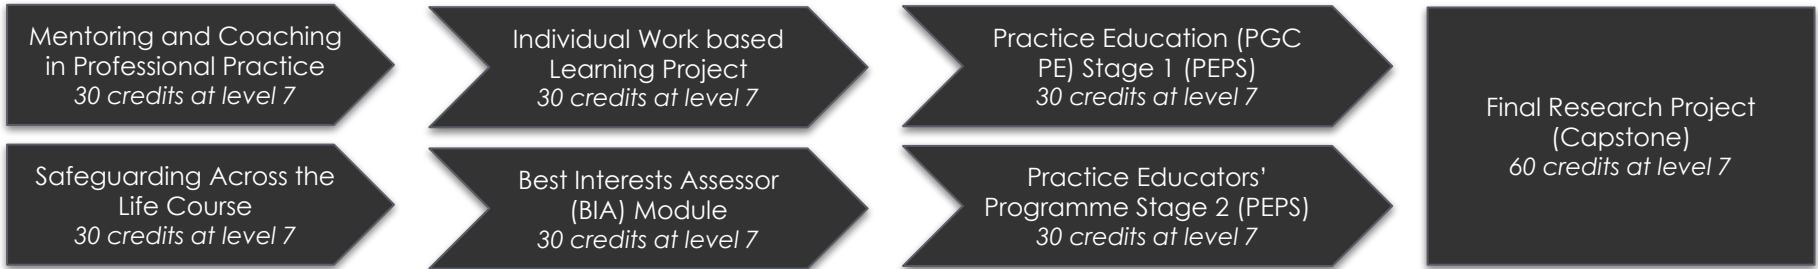 Mentoring and Coaching
in Professional Practice
30 credits at level 7
Individual Work based
Learning Project
30 credits at level 7
Practice Education (PGC
PE) Stage 1 (PEPS)
30 credits at level 7
Final Research Project
(Capstone)
60 credits at level 7
Safeguarding Across the
Life Course
30 credits at level 7
Best Interests Assessor
(BIA) Module
30 credits at level 7
Practice Educators’
Programme Stage 2 (PEPS)
30 credits at level 7